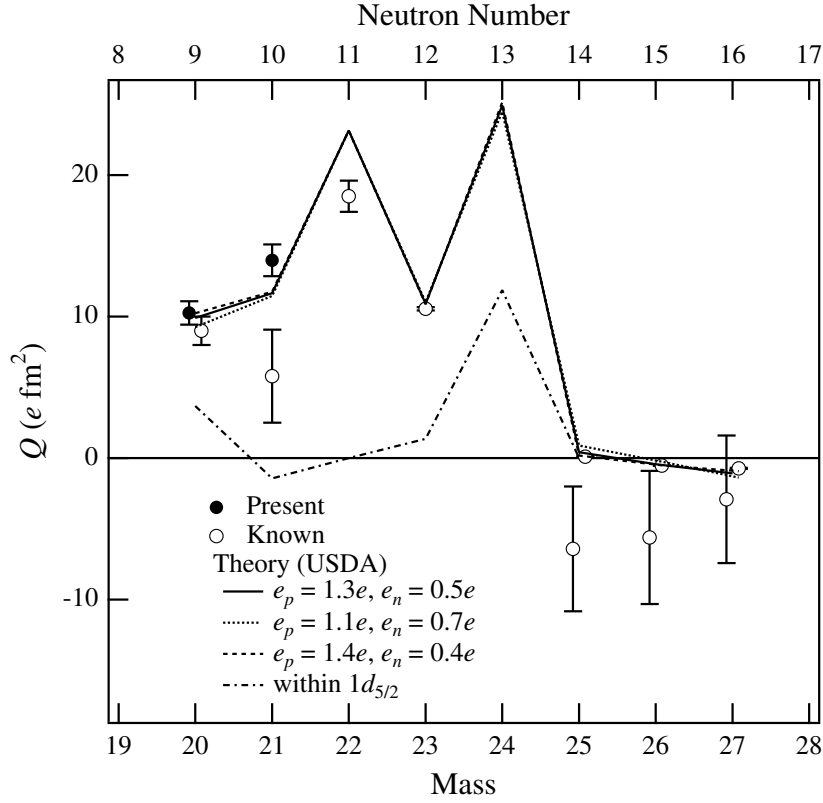 Neutron Number
8 9 10 11 12 13 14 15 16 17
20
10
0
-10
Q (e fm²)
Present
Known
Theory (USDA)
e_p = 1.3e, e_n = 0.5e
e_p = 1.1e, e_n = 0.7e
e_p = 1.4e, e_n = 0.4e
within 1d_{5/2}
19 20 21 22 23 24 25 26 27 28
Mass